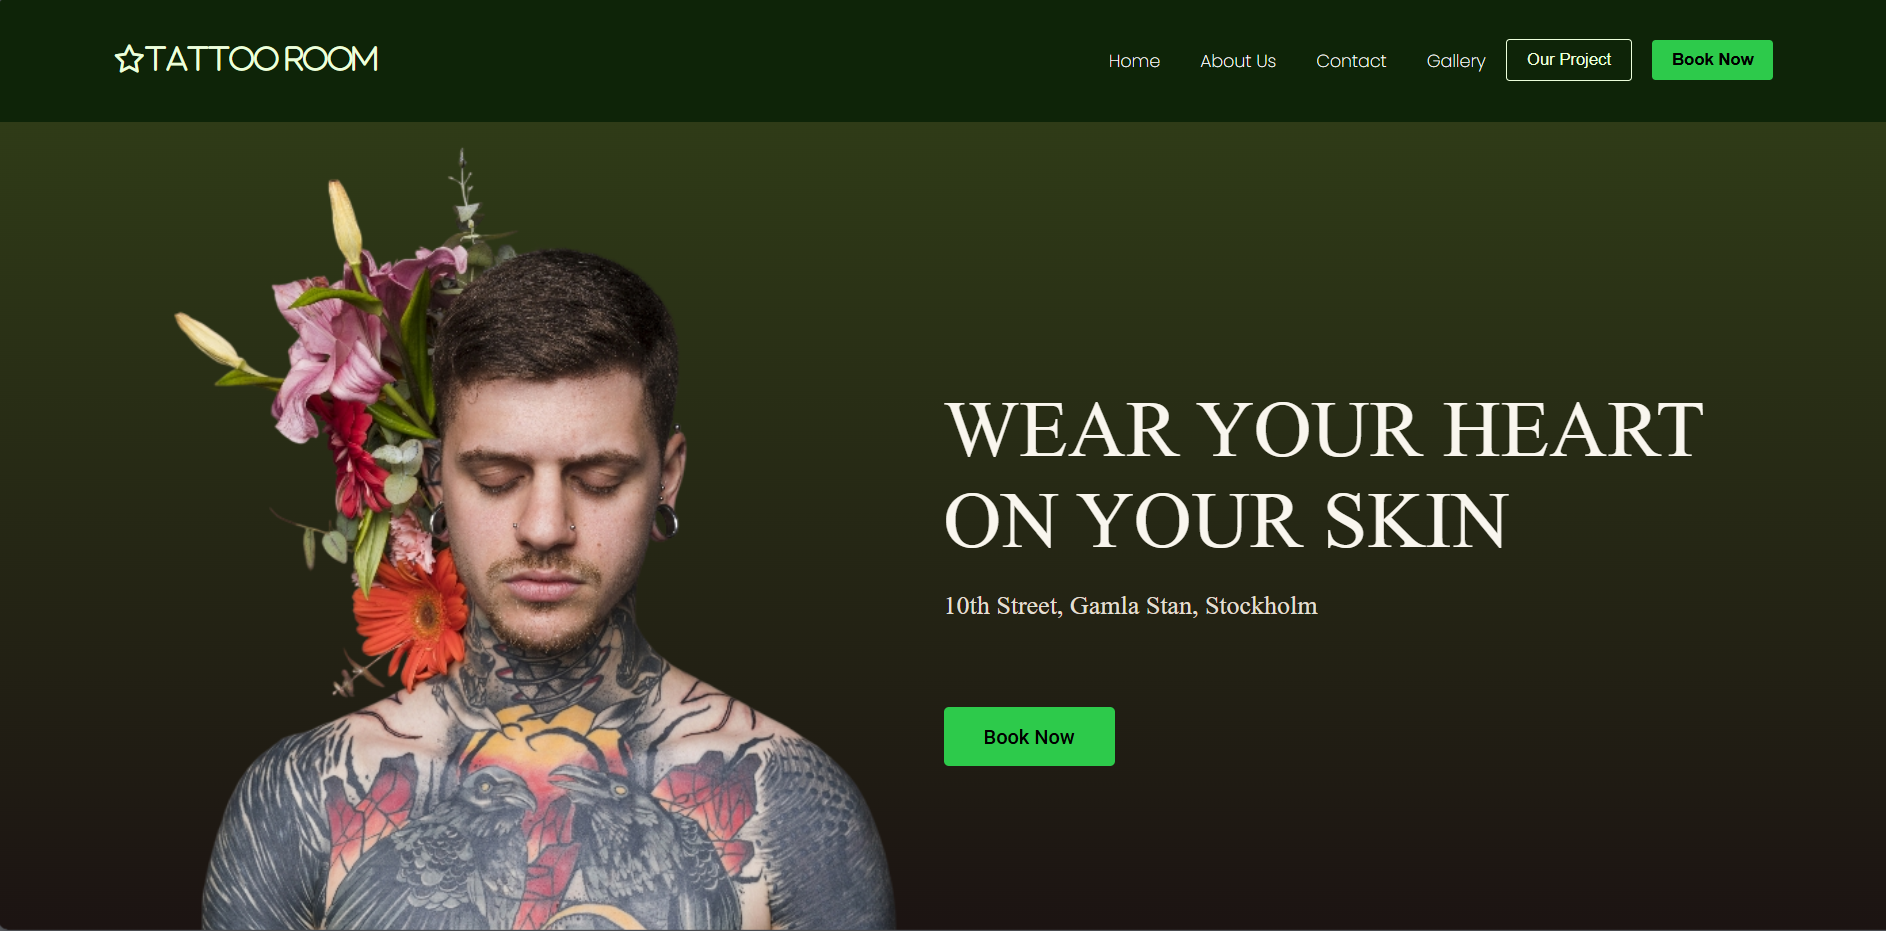 TATTOO ROOM
Home About Us Contact Gallery Our Project Book Now
WEAR YOUR HEART
ON YOUR SKIN
10th Street, Gamla Stan, Stockholm
Book Now